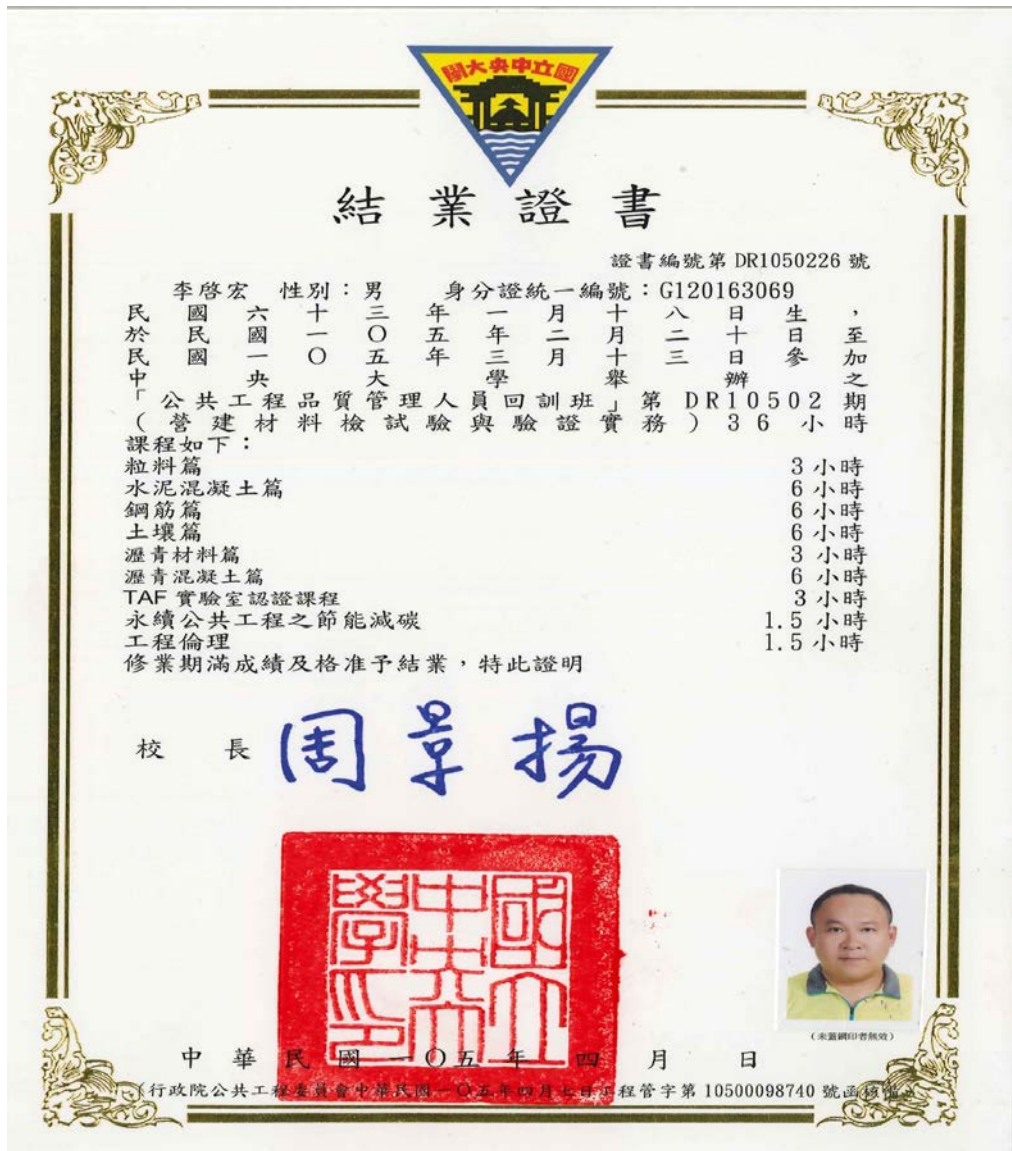 國立中央大學
結業證書
證書編號第 DR1050226 號
李啓宏 性別：男 身分證統一編號：G120163069
民國六十三年一月十八日生，
於民國一○五年二月二十日至
民國一○五年三月十三日參加
中央大學舉辦之
「公共工程品質管理人員回訓班」第 DR10502 期
(營建材料檢試驗與驗證實務) 36 小時
課程如下：
粒料篇 3 小時
水泥混凝土篇 6 小時
鋼筋篇 6 小時
土壤篇 6 小時
瀝青材料篇 3 小時
瀝青混凝土篇 6 小時
TAF 實驗室認證課程 3 小時
永續公共工程之節能減碳 1.5 小時
工程倫理 1.5 小時
修業期滿成績及格准予結業，特此證明
校長 周景揚
國立中央大學印
(未蓋鋼印者無效)
中華民國一○五年四月 日
(行政院公共工程委員會中華民國一○五年四月七日工程管字第 10500098740 號函核備)